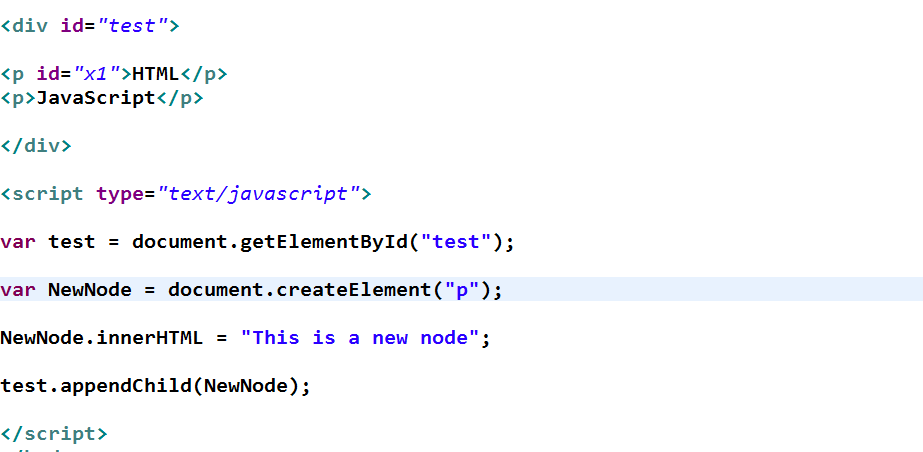 <div id="test">
<p id="x1">HTML</p>
<p>JavaScript</p>
</div>
<script type="text/javascript">
var test = document.getElementById("test");
var NewNode = document.createElement("p");
NewNode.innerHTML = "This is a new node";
test.appendChild(NewNode);
</script>